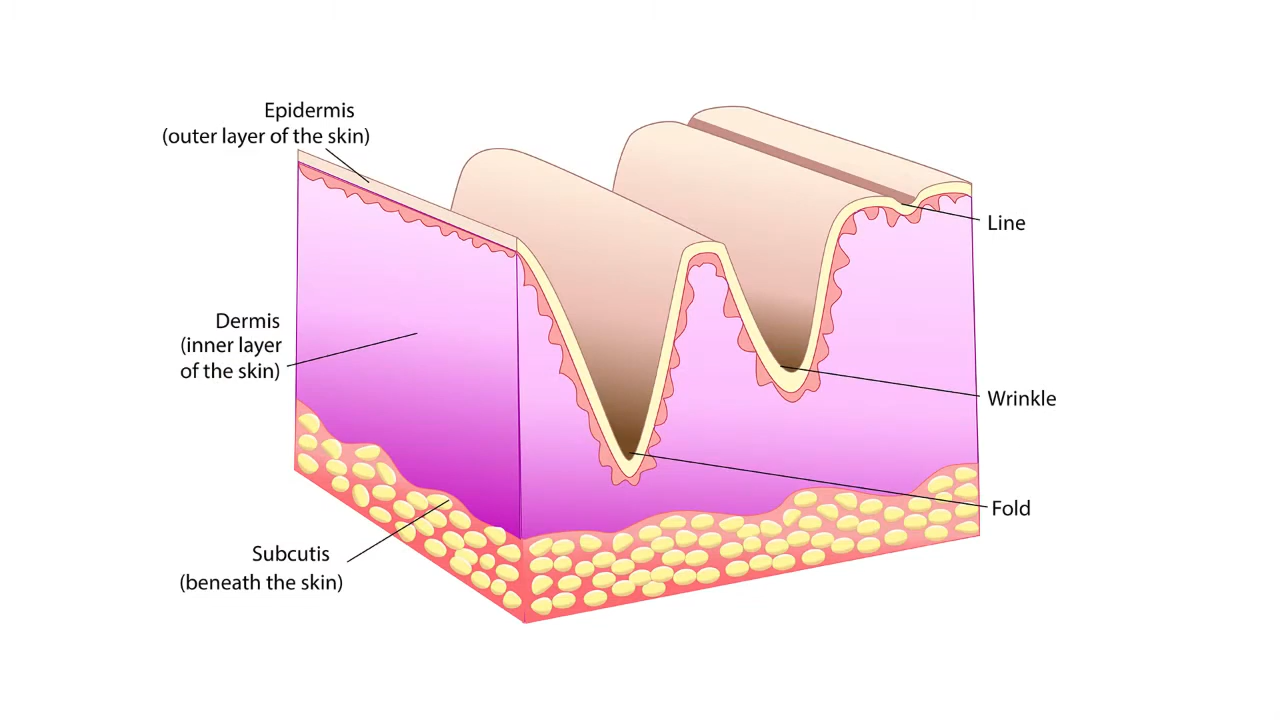 Epidermis
(outer layer of the skin)
Dermis
(inner layer
of the skin)
Subcutis
(beneath the skin)
Line
Wrinkle
Fold